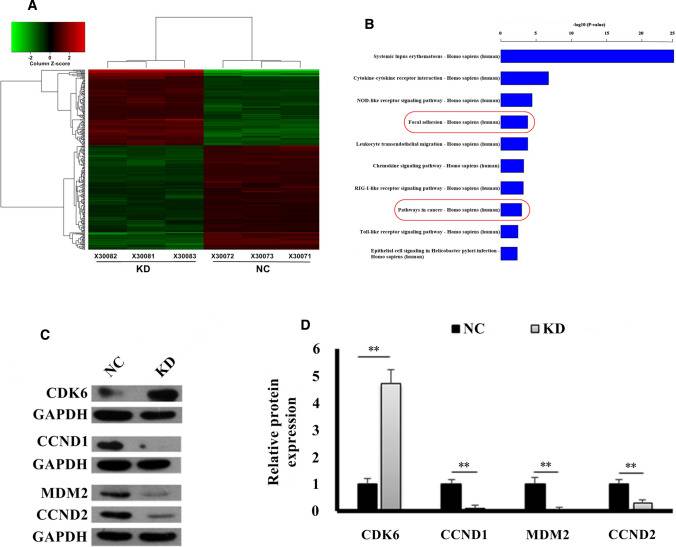 A
-2 0 2
Column Z-score
X30082 X30081 X30083 X30072 X30073 X30071
KD NC
B
-log10 (P-value)
0 5 10 15 20 25
Systemic lupus erythematosus - Homo sapiens (human)
Cytokine-cytokine receptor interaction - Homo sapiens (human)
NOD-like receptor signaling pathway - Homo sapiens (human)
Focal adhesion - Homo sapiens (human)
Leukocyte transendothelial migration - Homo sapiens (human)
Chemokine signaling pathway - Homo sapiens (human)
RIG-I-like receptor signaling pathway - Homo sapiens (human)
Pathways in cancer - Homo sapiens (human)
Toll-like receptor signaling pathway - Homo sapiens (human)
Epithelial cell signaling in Helicobacter pylori infection -
Homo sapiens (human)
C
NC KD
CDK6
GAPDH
CCND1
GAPDH
MDM2
CCND2
GAPDH
D
NC KD
Relative protein
expression
6
5
4
3
2
1
0
** ** ** **
CDK6 CCND1 MDM2 CCND2